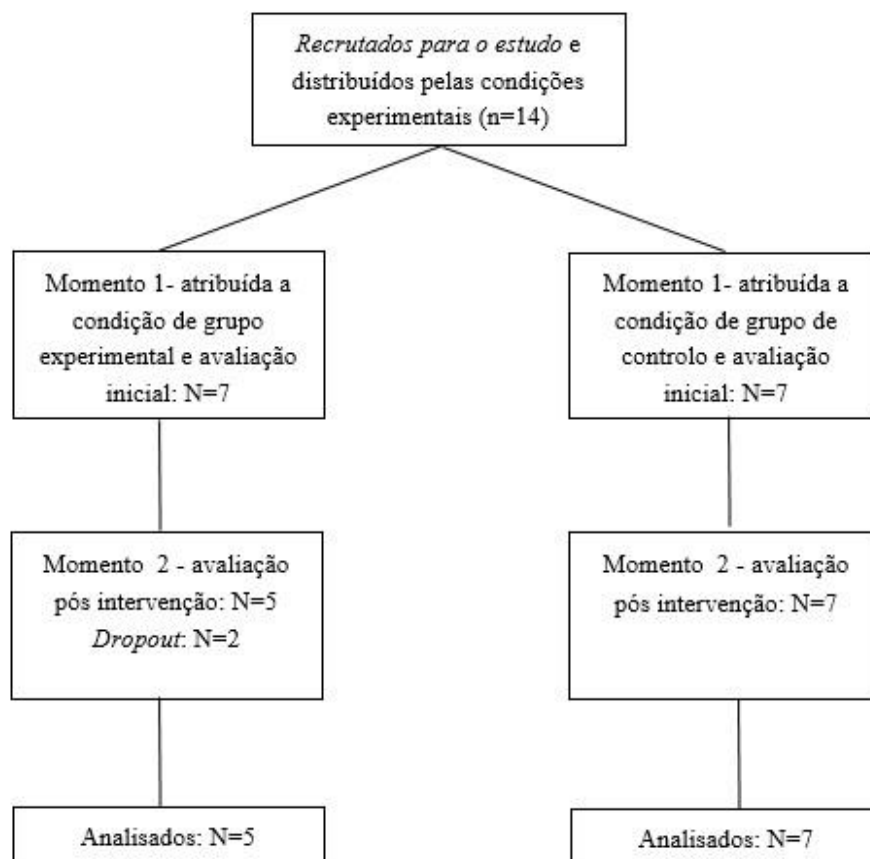 Recrutados para o estudo e
distribuídos pelas condições
experimentais (n=14)
Momento 1- atribuída a
condição de grupo
experimental e avaliação
inicial: N=7
Momento 1- atribuída a
condição de grupo de
controlo e avaliação
inicial: N=7
Momento 2 - avaliação
pós intervenção: N=5
Dropout: N=2
Momento 2 - avaliação
pós intervenção: N=7
Analisados: N=5
Analisados: N=7